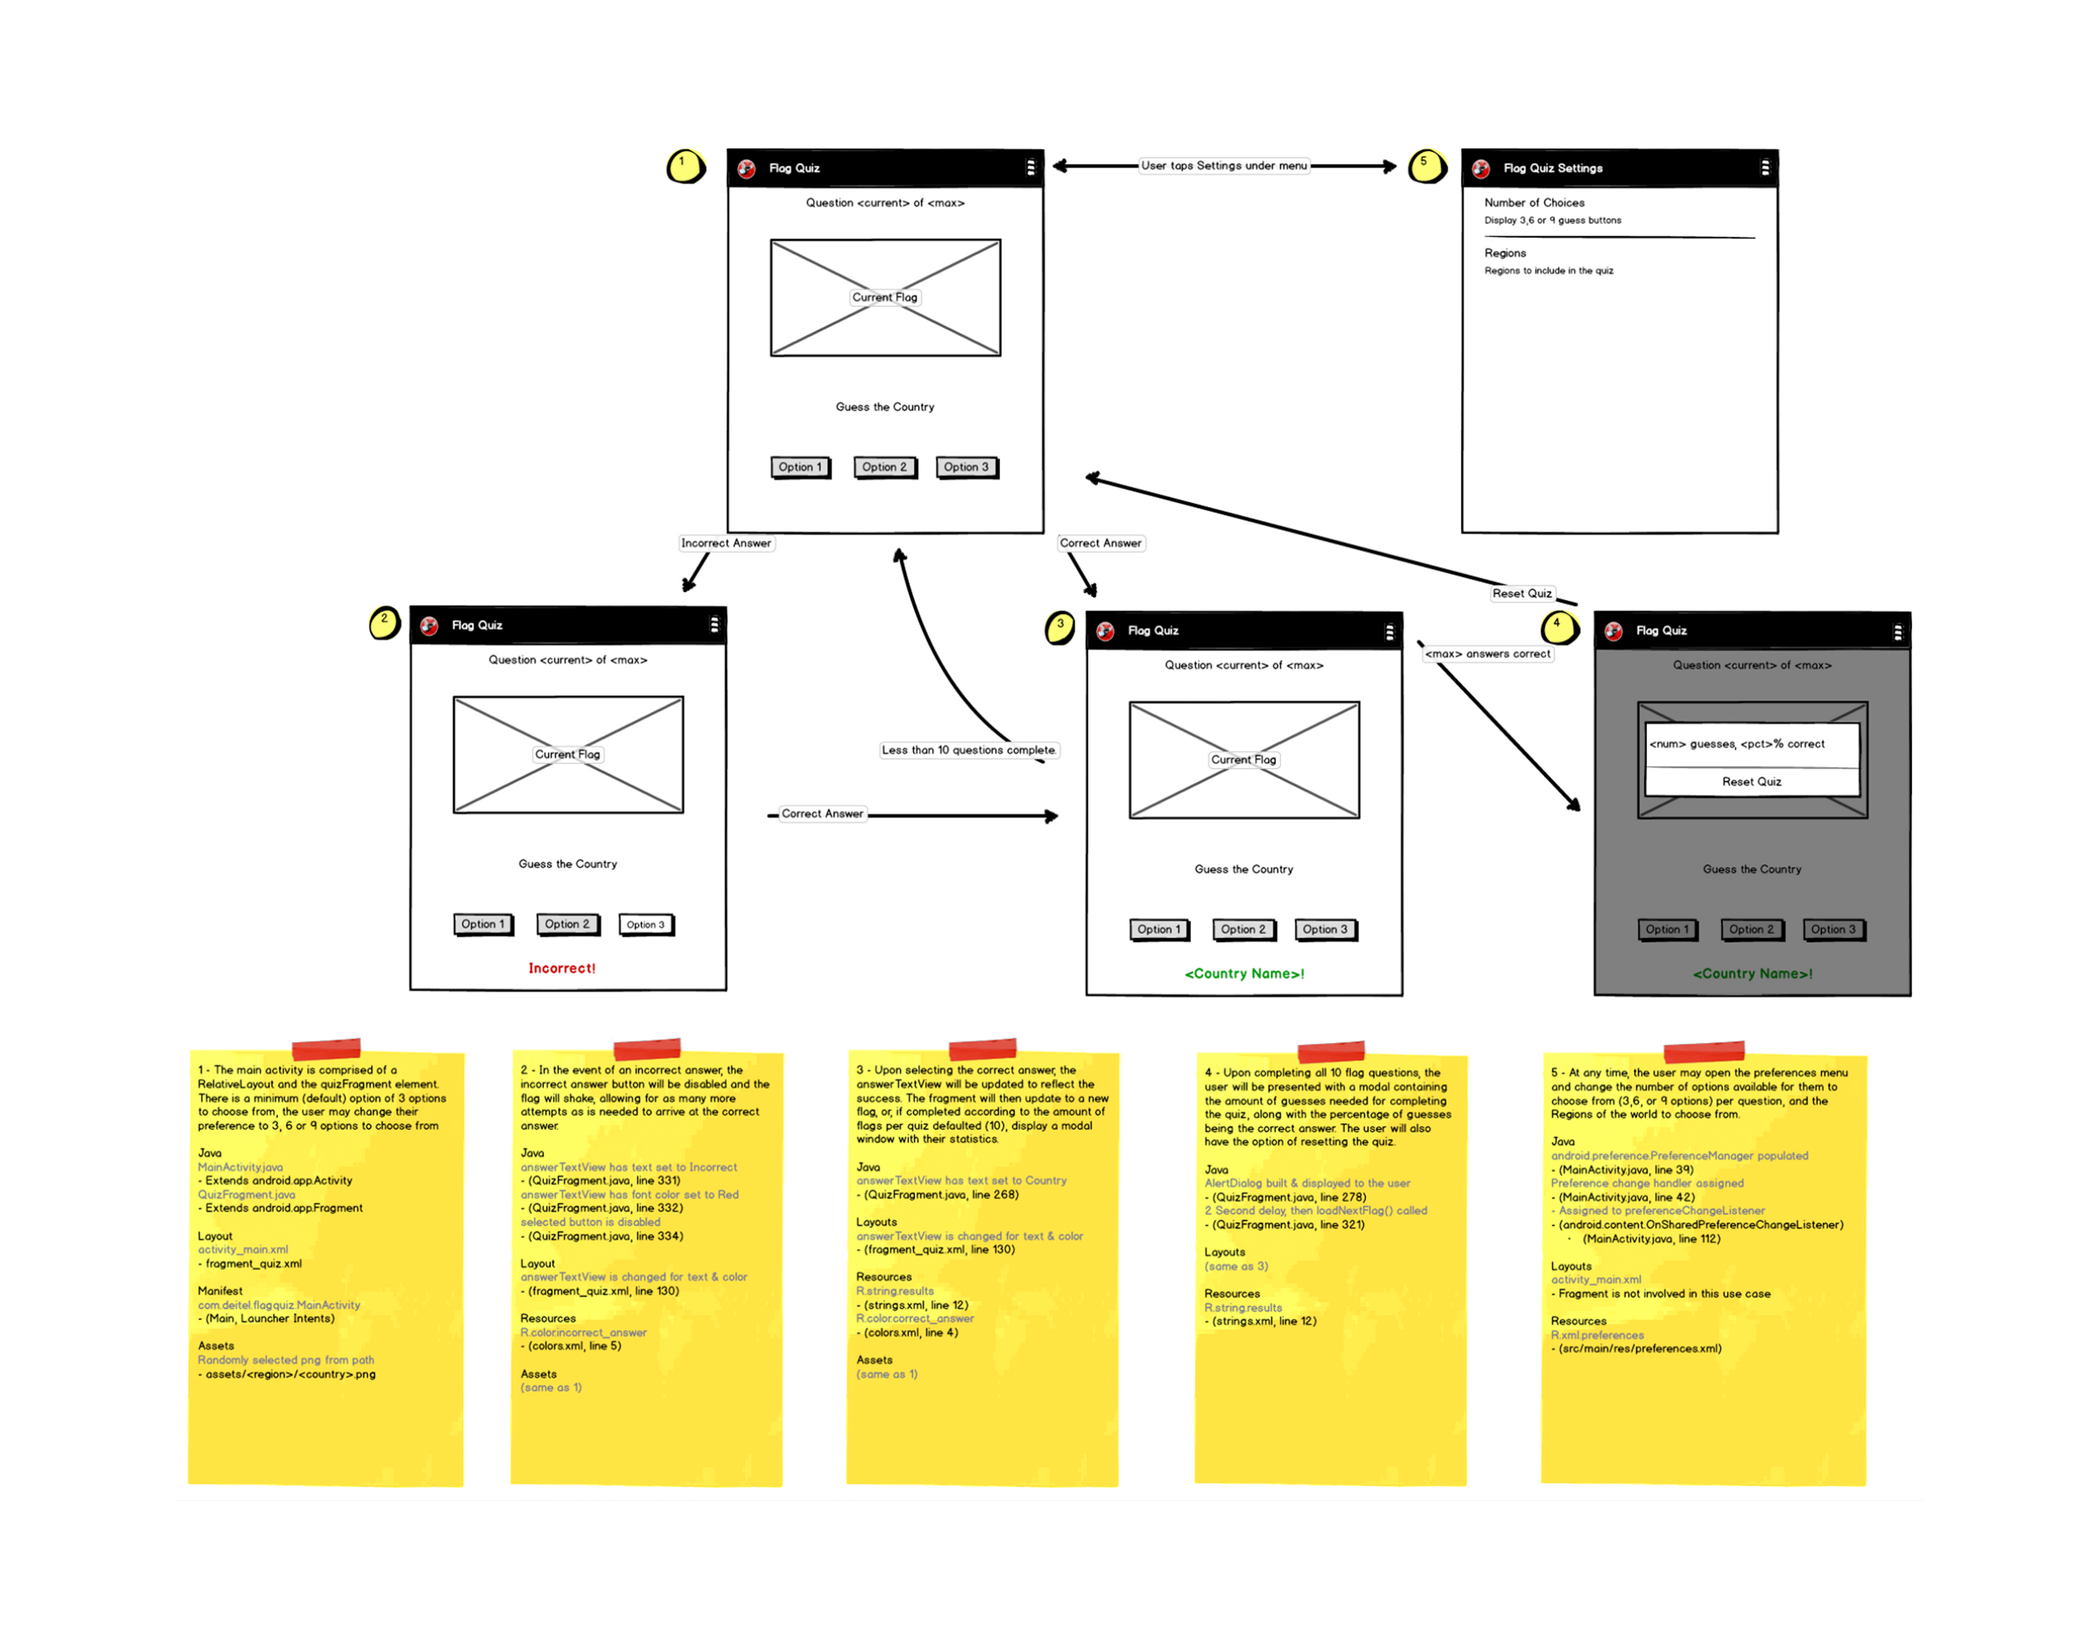 1
Flag Quiz
Question <current> of <max>
Current Flag
Guess the Country
Option 1
Option 2
Option 3
User taps Settings under menu
5
Flag Quiz Settings
Number of Choices
Display 3,6 or 9 guess buttons
Regions
Regions to include in the quiz
Incorrect Answer
Correct Answer
Reset Quiz
2
Flag Quiz
Question <current> of <max>
Current Flag
Guess the Country
Option 1
Option 2
Option 3
Incorrect!
Less than 10 questions complete.
Correct Answer
3
Flag Quiz
Question <current> of <max>
Current Flag
Guess the Country
Option 1
Option 2
Option 3
<Country Name>!
<max> answers correct
4
Flag Quiz
Question <current> of <max>
<num> guesses, <pct>% correct
Reset Quiz
Guess the Country
Option 1
Option 2
Option 3
<Country Name>!
1 - The main activity is comprised of a
RelativeLayout and the quizFragment element.
There is a minimum (default) option of 3 options
to choose from, the user may change their
preference to 3, 6 or 9 options to choose from
Java
MainActivity.java
- Extends android.app.Activity
QuizFragment.java
- Extends android.app.Fragment
Layout
activity_main.xml
- fragment_quiz.xml
Manifest
com.deitel.flagquiz.MainActivity
- (Main, Launcher Intents)
Assets
Randomly selected png from path
- assets/<region>/<country>.png
2 - In the event of an incorrect answer, the
incorrect answer button will be disabled and the
flag will shake, allowing for as many more
attempts as is needed to arrive at the correct
answer.
Java
answerTextView has text set to Incorrect
- (QuizFragment.java, line 331)
answerTextView has font color set to Red
- (QuizFragment.java, line 332)
selected button is disabled
- (QuizFragment.java, line 334)
Layout
answerTextView is changed for text & color
- (fragment_quiz.xml, line 130)
Resources
R.color.incorrect_answer
- (colors.xml, line 5)
Assets
(same as 1)
3 - Upon selecting the correct answer, the
answerTextView will be updated to reflect the
success. The fragment will then update to a new
flag, or, if completed according to the amount of
flags per quiz defaulted (10), display a modal
window with their statistics.
Java
answerTextView has text set to Country
- (QuizFragment.java, line 268)
Layouts
answerTextView is changed for text & color
- (fragment_quiz.xml, line 130)
Resources
R.string.results
- (strings.xml, line 12)
R.color.correct_answer
- (colors.xml, line 4)
Assets
(same as 1)
4 - Upon completing all 10 flag questions, the
user will be presented with a modal containing
the amount of guesses needed for completing
the quiz, along with the percentage of guesses
being the correct answer. The user will also
have the option of resetting the quiz.
Java
AlertDialog built & displayed to the user
- (QuizFragment.java, line 278)
2 Second delay, then loadNextFlag() called
- (QuizFragment.java, line 321)
Layouts
(same as 3)
Resources
R.string.results
- (strings.xml, line 12)
5 - At any time, the user may open the preferences menu
and change the number of options available for them to
choose from (3,6, or 9 options) per question, and the
Regions of the world to choose from.
Java
android.preference.PreferenceManager populated
- (MainActivity.java, line 39)
Preference change handler assigned
- (MainActivity.java, line 42)
- Assigned to preferenceChangeListener
- (android.content.OnSharedPreferenceChangeListener)
- (MainActivity.java, line 112)
Layouts
activity_main.xml
- Fragment is not involved in this use case
Resources
R.xml.preferences
- (src/main/res/preferences.xml)